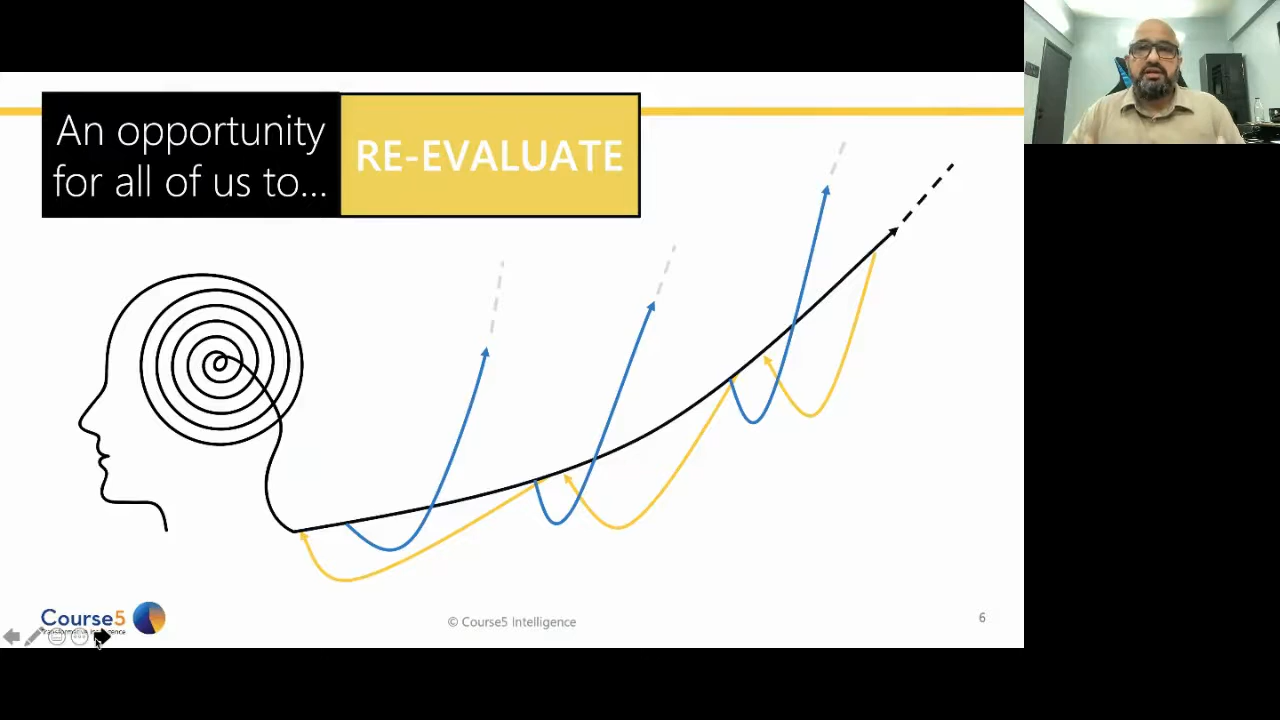 An opportunity
for all of us to...
RE-EVALUATE
Course5
© Course5 Intelligence
6